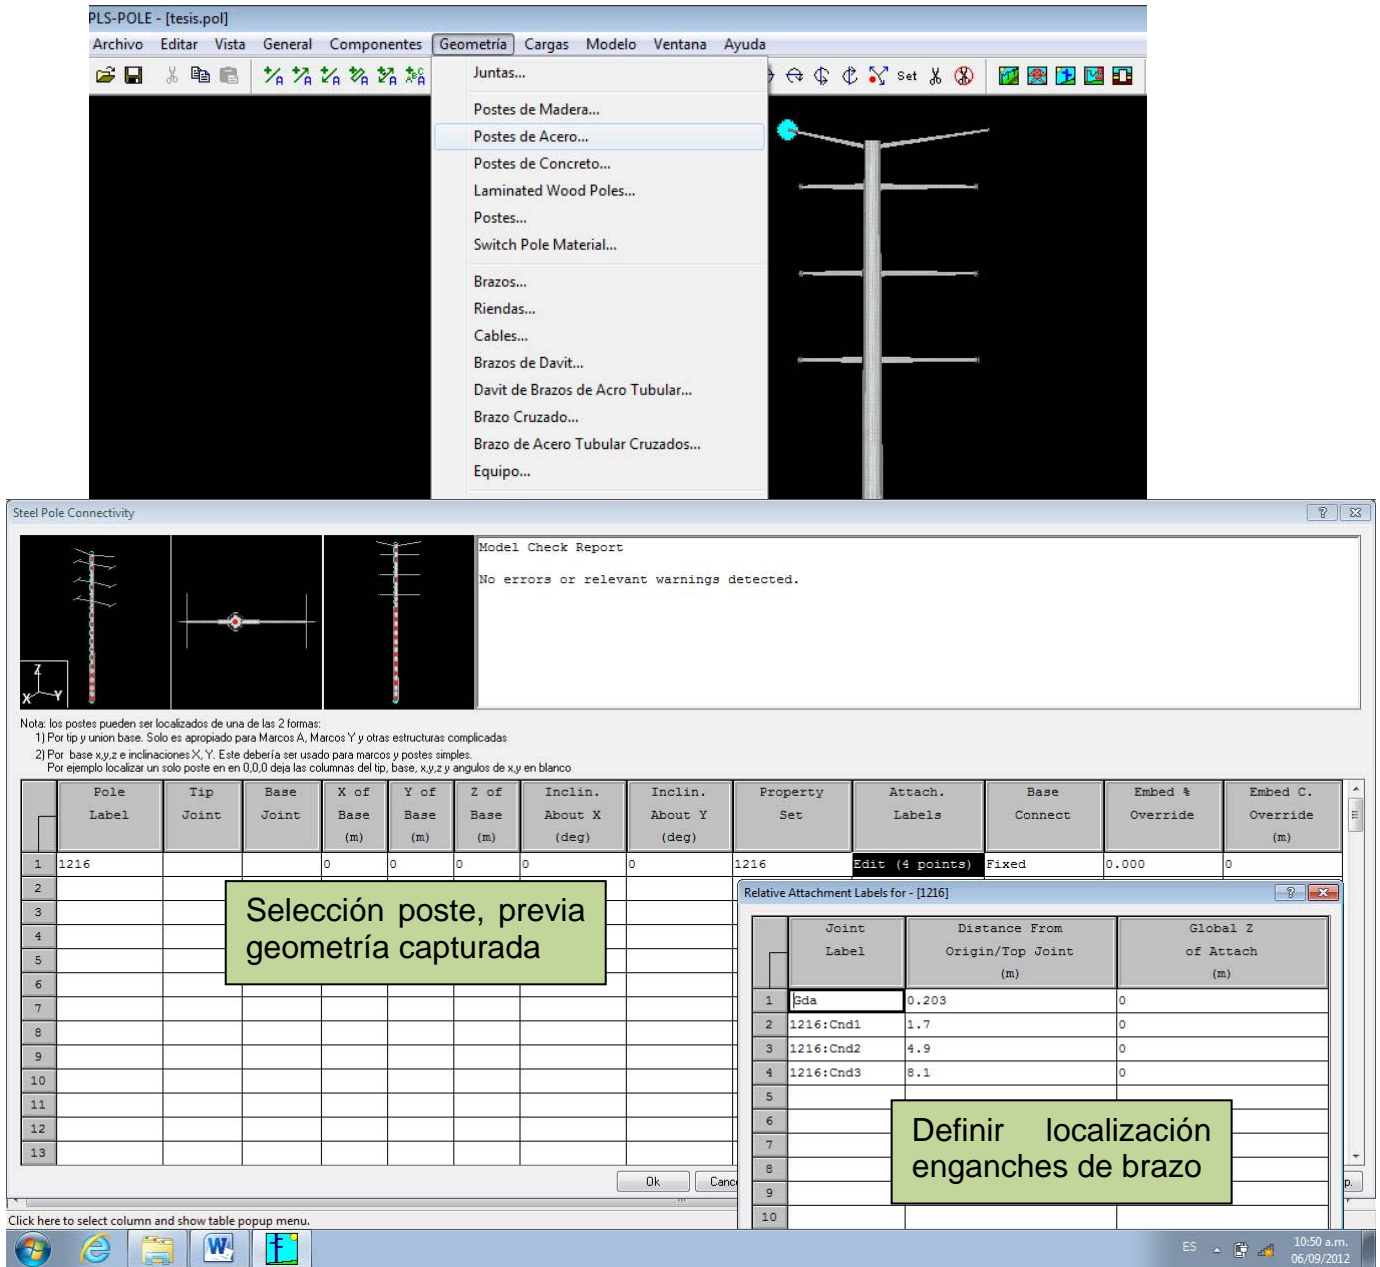 PLS-POLE - [tesis.pol]
Archivo Editar Vista General Componentes Geometría Cargas Modelo Ventana Ayuda
Set
Juntas...
Postes de Madera...
Postes de Acero...
Postes de Concreto...
Laminated Wood Poles...
Postes...
Switch Pole Material...
Brazos...
Riendas...
Cables...
Brazos de Davit...
Davit de Brazos de Acro Tubular...
Brazo Cruzado...
Brazo de Acero Tubular Cruzados...
Equipo...
Steel Pole Connectivity
Model Check Report
No errors or relevant warnings detected.
Z
X Y
Nota: los postes pueden ser localizados de una de las 2 formas:
1) Por tip y union base. Solo es apropiado para Marcos A, Marcos Y y otras estructuras complicadas
2) Por base x,y,z e inclinaciones X, Y. Este debería ser usado para marcos y postes simples.
Por ejemplo localizar un solo poste en en 0,0,0 deja las columnas del tip, base, x,y,z y angulos de x,y en blanco
Pole Tip Base X of Y of Z of Inclin. Inclin. Property Attach. Base Embed % Embed C.
Label Joint Joint Base Base Base About X About Y Set Labels Connect Override Override
(m) (m) (m) (deg) (deg) (m)
1 1216 0 0 0 0 0 1216 Edit (4 points) Fixed 0.000 0
2
3
4
5
6
7
8
9
10
11
12
13
Selección poste, previa
geometría capturada
Relative Attachment Labels for - [1216]
Joint Distance From Global Z
Label Origin/Top Joint of Attach
(m) (m)
1 Gda 0.203 0
2 1216:Cnd1 1.7 0
3 1216:Cnd2 4.9 0
4 1216:Cnd3 8.1 0
5
6
7
8
9
10
Definir localización
enganches de brazo
Ok
Click here to select column and show table popup menu.
ES
10:50 a.m.
06/09/2012